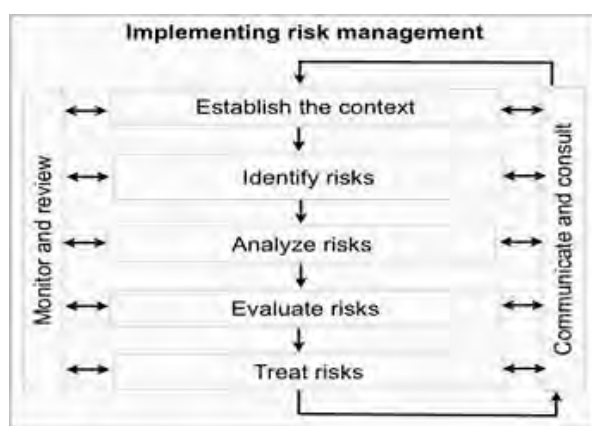 Implementing risk management
Establish the context
Identify risks
Analyze risks
Evaluate risks
Treat risks
Monitor and review
Communicate and consult